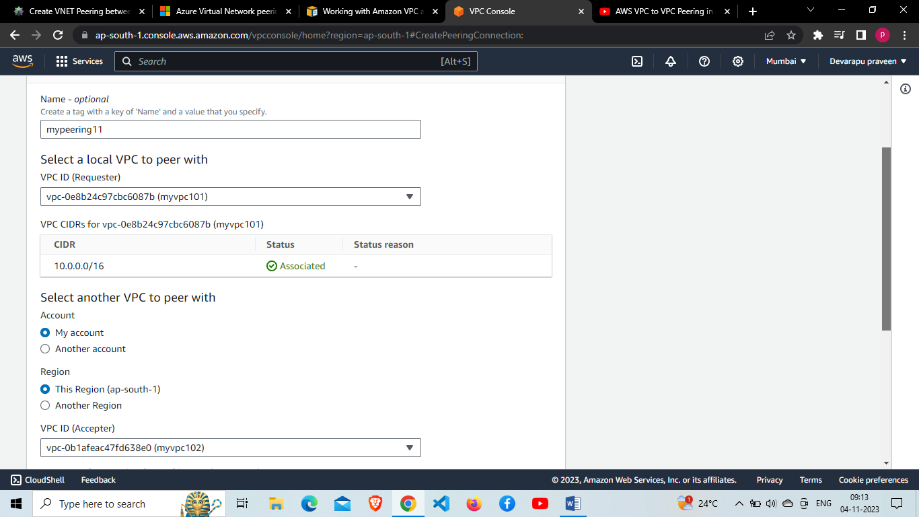 Create VNET Peering betwe
Azure Virtual Network peeri
Working with Amazon VPC a
VPC Console
AWS VPC to VPC Peering in
ap-south-1.console.aws.amazon.com/vpcconsole/home?region=ap-south-1#CreatePeeringConnection:
P
aws
Services
Search
[Alt+S]
Mumbai
Devarapu praveen
Name - optional
Create a tag with a key of 'Name' and a value that you specify.
mypeering11
Select a local VPC to peer with
VPC ID (Requester)
vpc-0e8b24c97cbc6087b (myvpc101)
VPC CIDRs for vpc-0e8b24c97cbc6087b (myvpc101)
CIDR Status Status reason
10.0.0.0/16 Associated -
Select another VPC to peer with
Account
My account
Another account
Region
This Region (ap-south-1)
Another Region
VPC ID (Accepter)
vpc-0b1afeac47fd638e0 (myvpc102)
CloudShell Feedback
© 2023, Amazon Web Services, Inc. or its affiliates. Privacy Terms Cookie preferences
Type here to search
1
24°C
ENG
09:13
04-11-2023